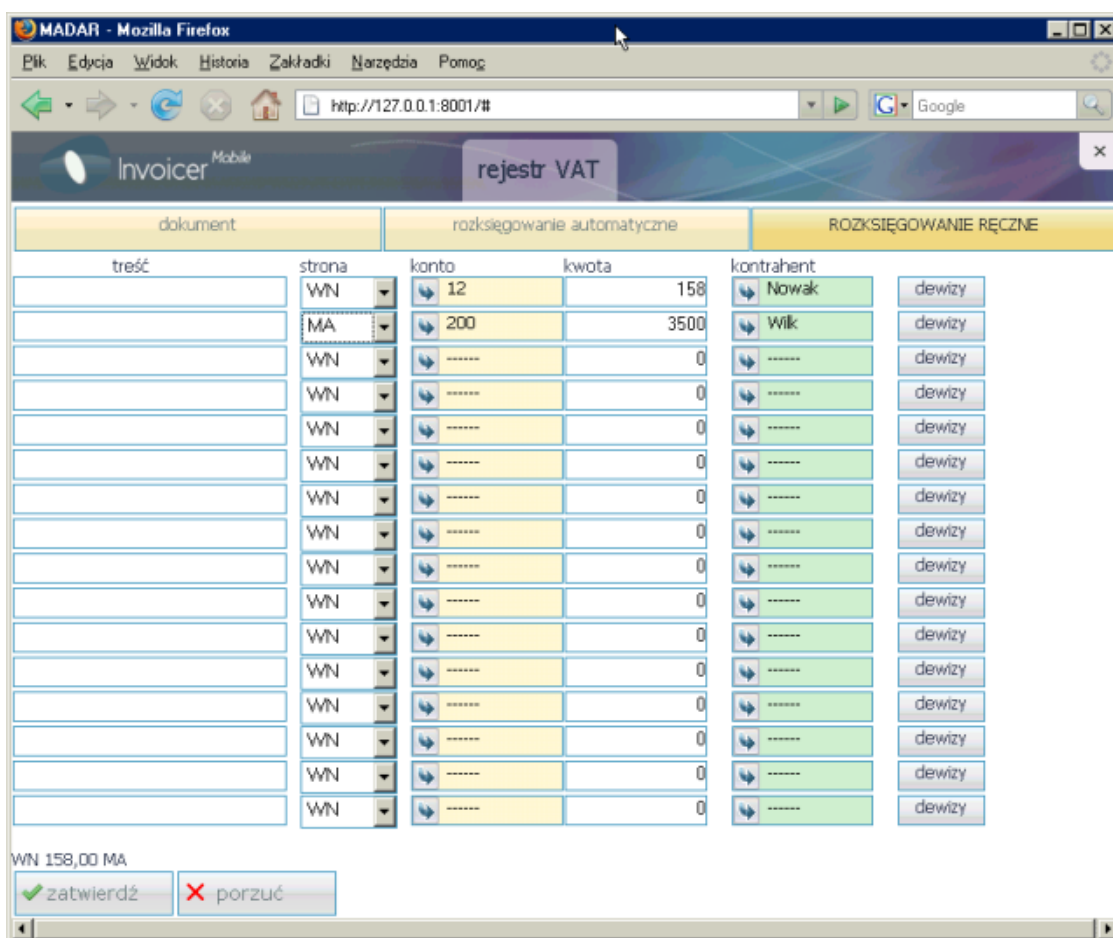 MADAR - Mozilla Firefox
Plik Edycja Widok Historia Zakładki Narzędzia Pomoc
http://127.0.0.1:8001/# G Google
Invoicer Mobile rejestr VAT
dokument rozksięgowanie automatyczne ROZKSIĘGOWANIE RĘCZNE
treść strona konto kwota kontrahent
WN 12 158 Nowak dewizy
MA 200 3500 Wilk dewizy
WN ------ 0 ------ dewizy
WN ------ 0 ------ dewizy
WN ------ 0 ------ dewizy
WN ------ 0 ------ dewizy
WN ------ 0 ------ dewizy
WN ------ 0 ------ dewizy
WN ------ 0 ------ dewizy
WN ------ 0 ------ dewizy
WN ------ 0 ------ dewizy
WN ------ 0 ------ dewizy
WN ------ 0 ------ dewizy
WN ------ 0 ------ dewizy
WN ------ 0 ------ dewizy
WN ------ 0 ------ dewizy
WN 158,00 MA
zatwierdź porzuć